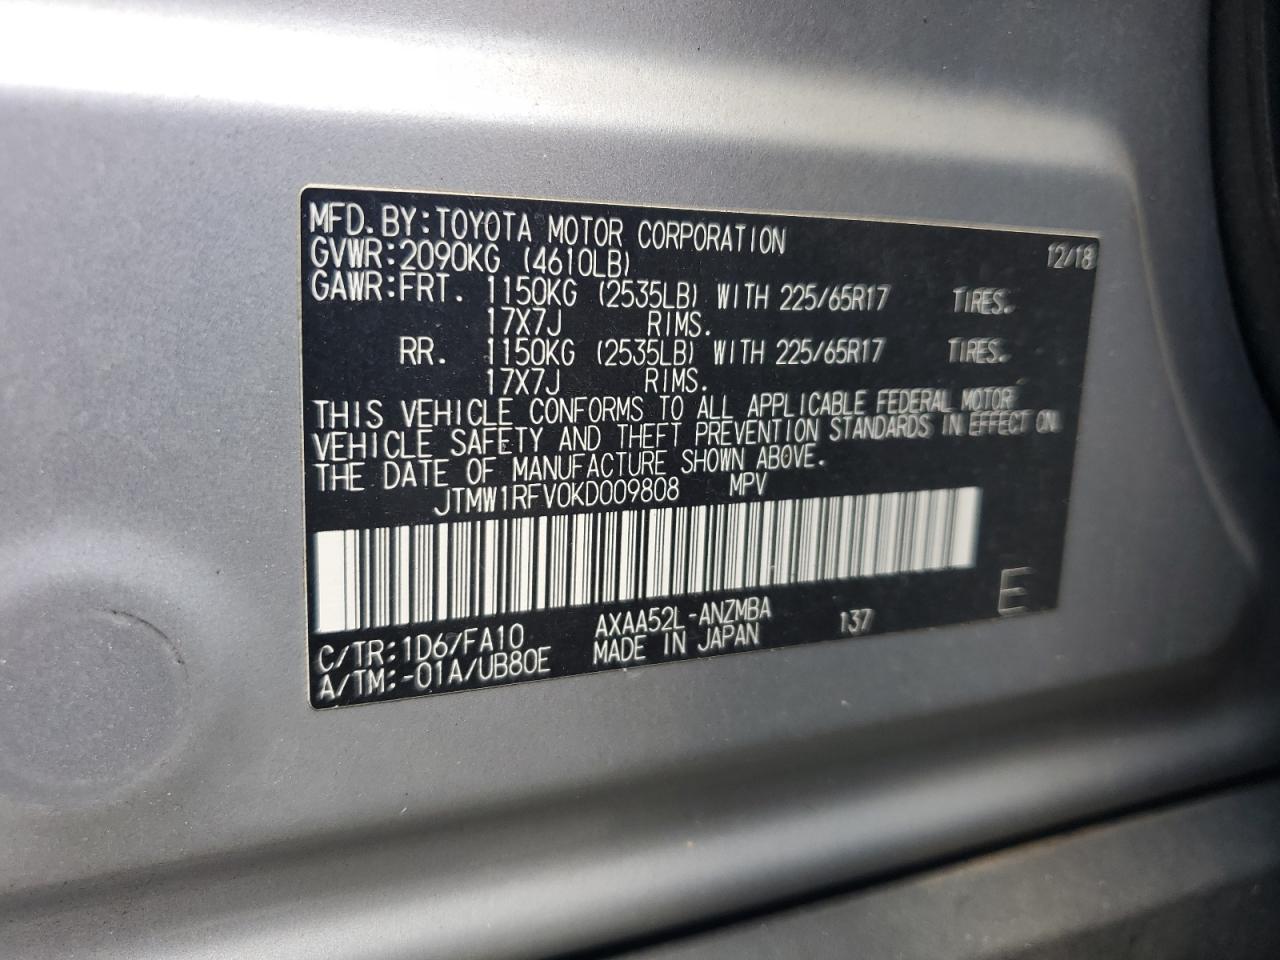 MFD. BY: TOYOTA MOTOR CORPORATION 12/18
GVWR: 2090KG (4610LB)
GAWR: FRT. 1150KG (2535LB) WITH 225/65R17 TIRES.
17X7J RIMS.
RR. 1150KG (2535LB) WITH 225/65R17 TIRES.
17X7J RIMS.
THIS VEHICLE CONFORMS TO ALL APPLICABLE FEDERAL MOTOR
VEHICLE SAFETY AND THEFT PREVENTION STANDARDS IN EFFECT ON
THE DATE OF MANUFACTURE SHOWN ABOVE.
JTMW1RFV0KD009808 MPV
E
C/TR: 1D6/FA10 AXAA52L-ANZMBA 137
A/TM: -01A/UB80E MADE IN JAPAN